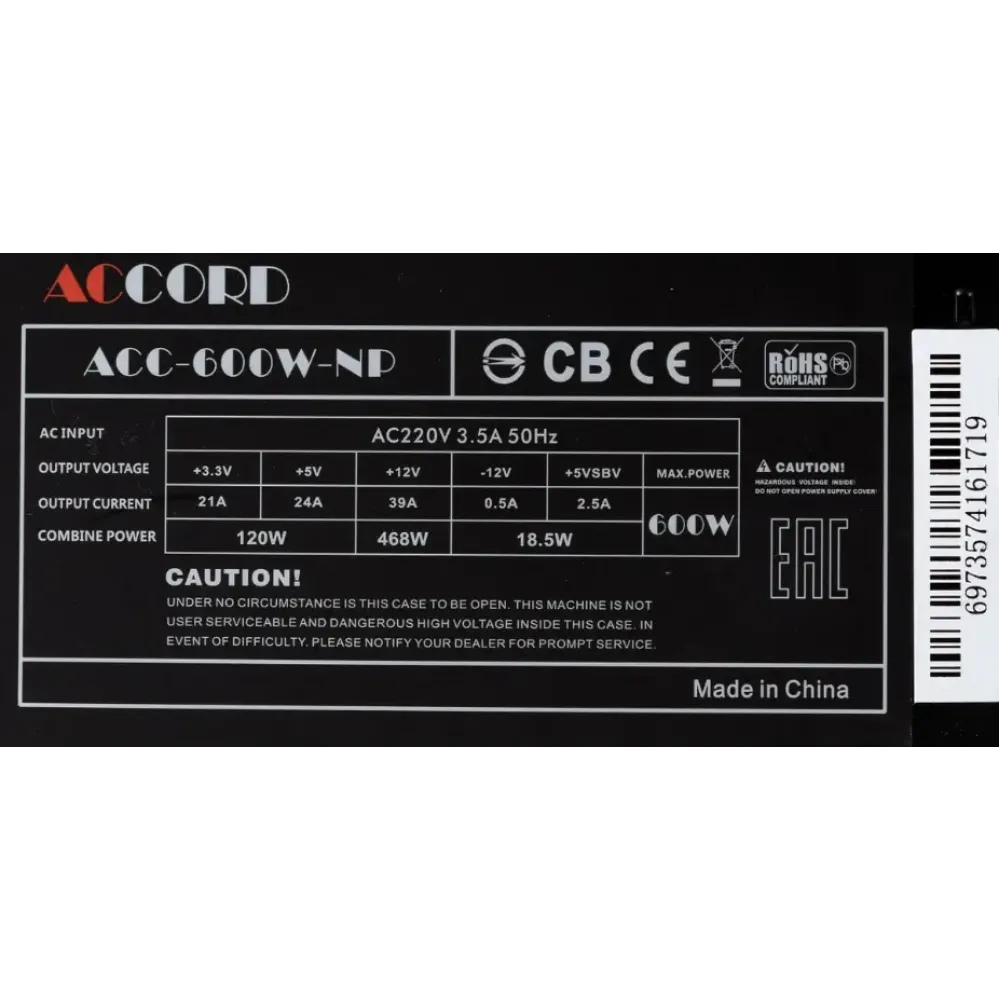 ACCORD
ACC-600W-NP
CB CE
RoHS Pb
COMPLIANT
AC INPUT AC220V 3.5A 50Hz
OUTPUT VOLTAGE +3.3V +5V +12V -12V +5VSBV MAX.POWER
OUTPUT CURRENT 21A 24A 39A 0.5A 2.5A 600W
COMBINE POWER 120W 468W 18.5W
CAUTION!
HAZARDOUS VOLTAGE INSIDE!
DO NOT OPEN POWER SUPPLY COVER!
EAC
CAUTION!
UNDER NO CIRCUMSTANCE IS THIS CASE TO BE OPEN. THIS MACHINE IS NOT
USER SERVICEABLE AND DANGEROUS HIGH VOLTAGE INSIDE THIS CASE. IN
EVENT OF DIFFICULTY. PLEASE NOTIFY YOUR DEALER FOR PROMPT SERVICE.
Made in China
6973574161719